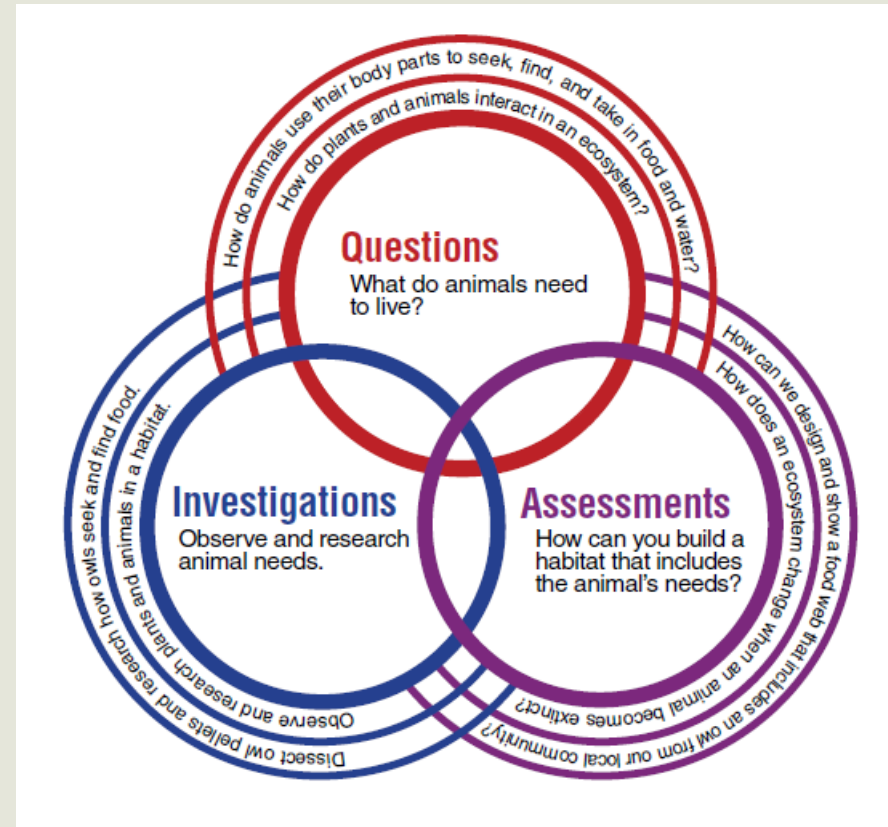 How do animals use their body parts to seek, find, and take in food and water?
How do plants and animals interact in an ecosystem?
Questions
What do animals need
to live?
Dissect owl pellets and research how owls seek and find food.
Observe and research plants and animals in a habitat.
Investigations
Observe and research
animal needs.
Assessments
How can you build a
habitat that includes
the animal's needs?
How does an ecosystem change when an animal becomes extinct?
How can we design and show a food web that includes an owl from our local community?